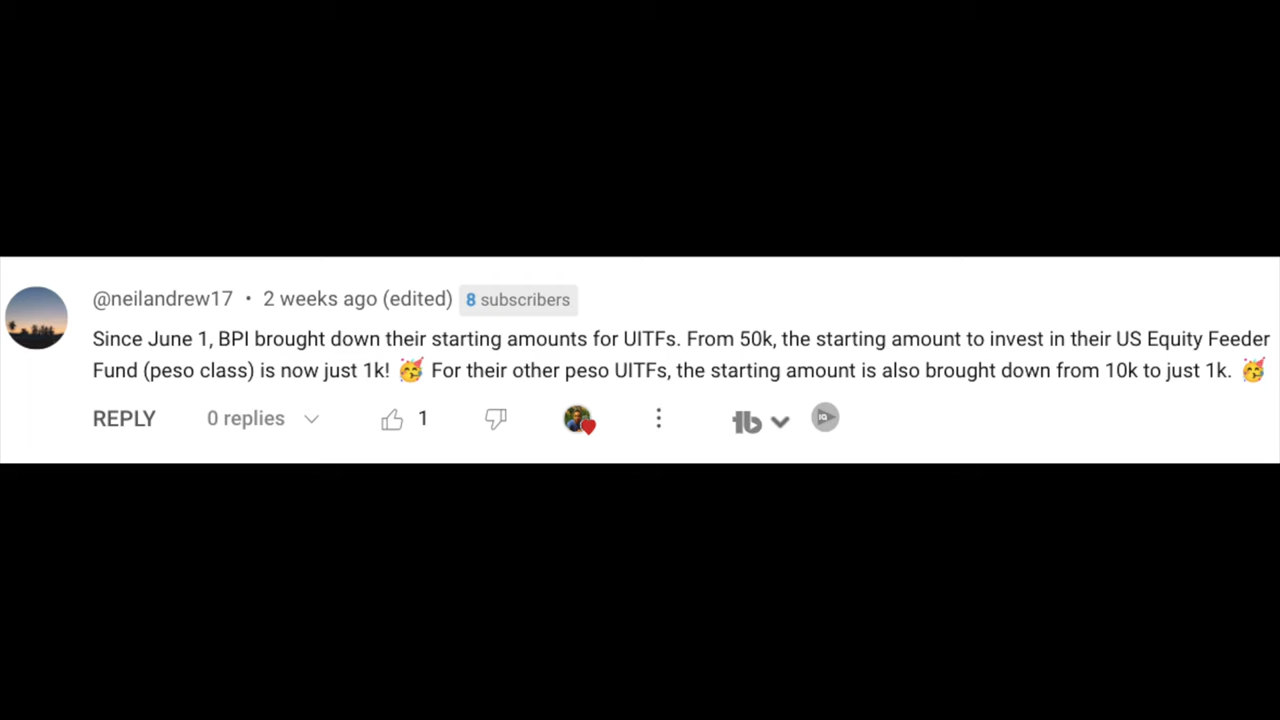 @neilandrew17 • 2 weeks ago (edited) 8 subscribers
Since June 1, BPI brought down their starting amounts for UITFs. From 50k, the starting amount to invest in their US Equity Feeder
Fund (peso class) is now just 1k! 🥳 For their other peso UITFs, the starting amount is also brought down from 10k to just 1k. 🥳
REPLY 0 replies 1 tb IQ